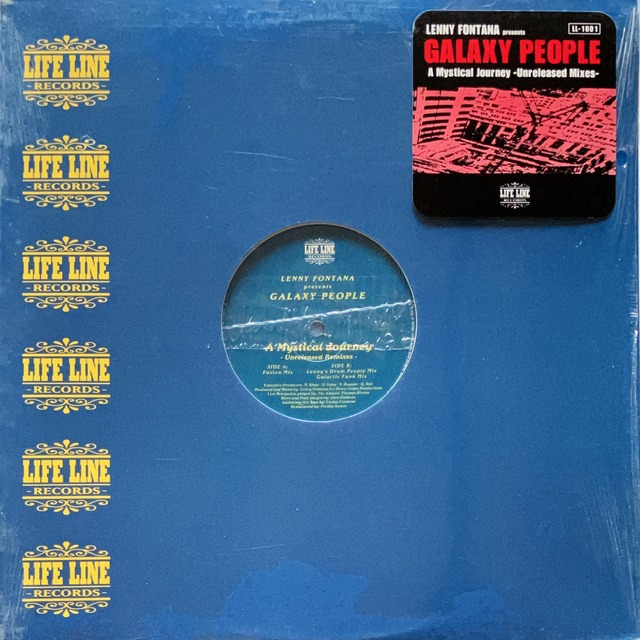 LIFE LINE
-RECORDS-
LIFE LINE
-RECORDS-
LIFE LINE
-RECORDS-
LIFE LINE
-RECORDS-
LIFE LINE
-RECORDS-
LIFE LINE
-RECORDS-
LENNY FONTANA presents
LL-1001
GALAXY PEOPLE
A Mystical Journey -Unreleased Mixes-
LIFE LINE
RECORDS
LIFE LINE
RECORDS
LENNY FONTANA
presents
GALAXY PEOPLE
A Mystical Journey
- Unreleased Remixes -
SIDE A:
Fusion Mix
SIDE B:
Lenny's Drum People Mix
Galactic Funk Mix